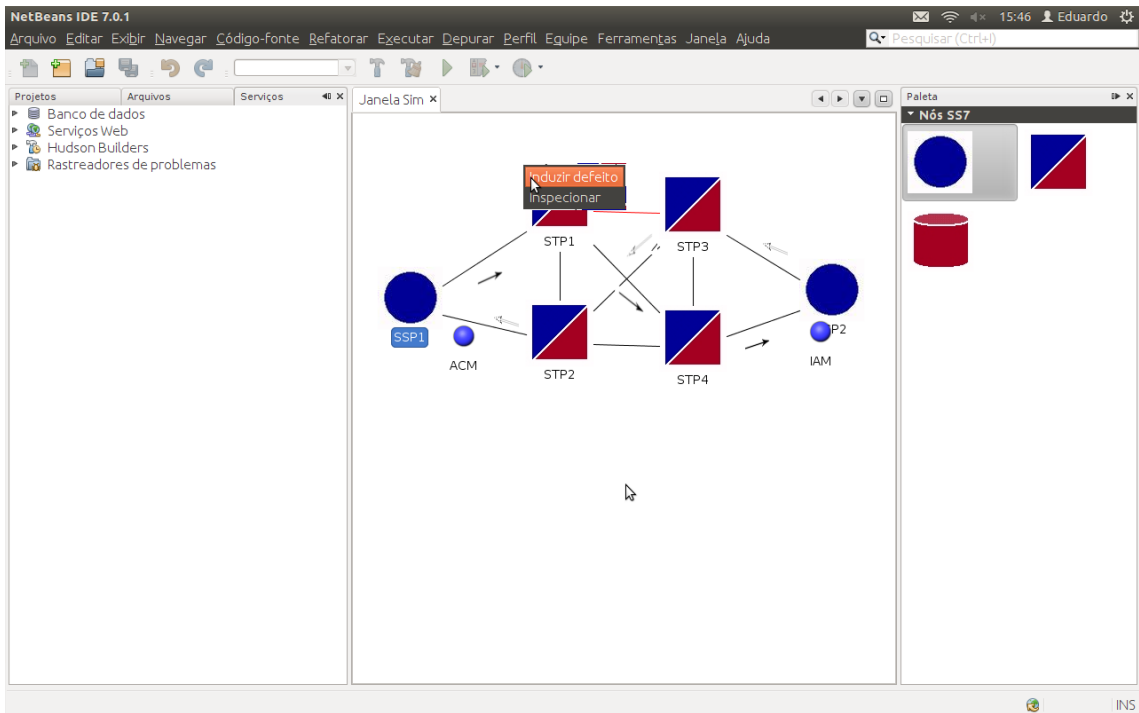 NetBeans IDE 7.0.1
15:46 Eduardo
Arquivo Editar Exibir Navegar Código-fonte Refatorar Executar Depurar Perfil Equipe Ferramentas Janela Ajuda
Pesquisar (Ctrl+I)
Projetos Arquivos Serviços
Banco de dados
Serviços Web
Hudson Builders
Rastreadores de problemas
Janela Sim
Induzir defeito
Inspecionar
STP1
STP3
SSP1
ACM
STP2
STP4
P2
IAM
Paleta
Nós SS7
INS